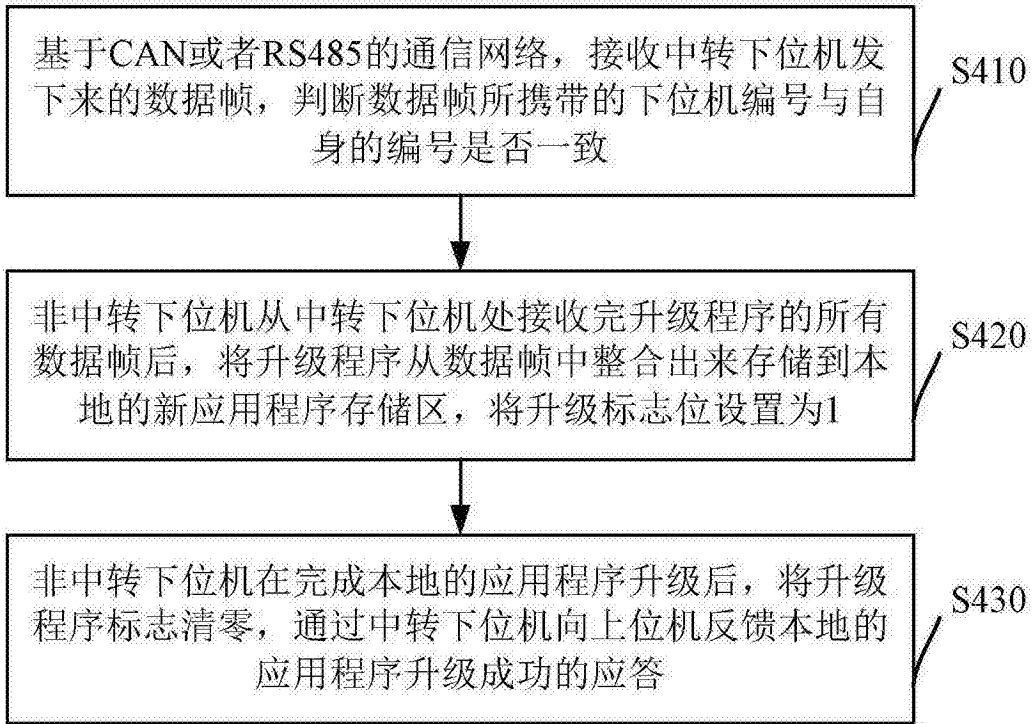 基于CAN或者RS485的通信网络，接收中转下位机发
下来的数据帧，判断数据帧所携带的下位机编号与自
身的编号是否一致
S410
非中转下位机从中转下位机处接收完升级程序的所有
数据帧后，将升级程序从数据帧中整合出来存储到本
地的新应用程序存储区，将升级标志位设置为1
S420
非中转下位机在完成本地的应用程序升级后，将升级
程序标志清零，通过中转下位机向上位机反馈本地的
应用程序升级成功的应答
S430